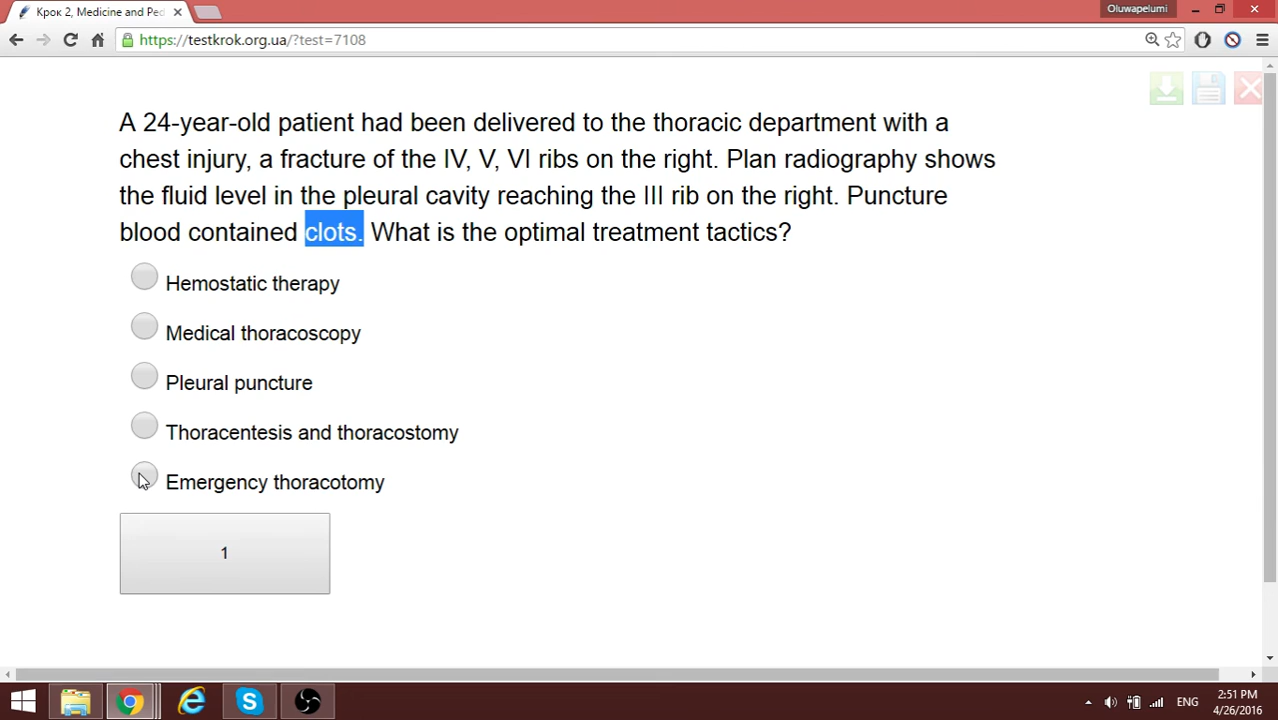 Крок 2, Medicine and Ped
Oluwapelumi
https://testkrok.org.ua/?test=7108
A 24-year-old patient had been delivered to the thoracic department with a
chest injury, a fracture of the IV, V, VI ribs on the right. Plan radiography shows
the fluid level in the pleural cavity reaching the III rib on the right. Puncture
blood contained clots. What is the optimal treatment tactics?
Hemostatic therapy
Medical thoracoscopy
Pleural puncture
Thoracentesis and thoracostomy
Emergency thoracotomy
1
ENG
2:51 PM
4/26/2016